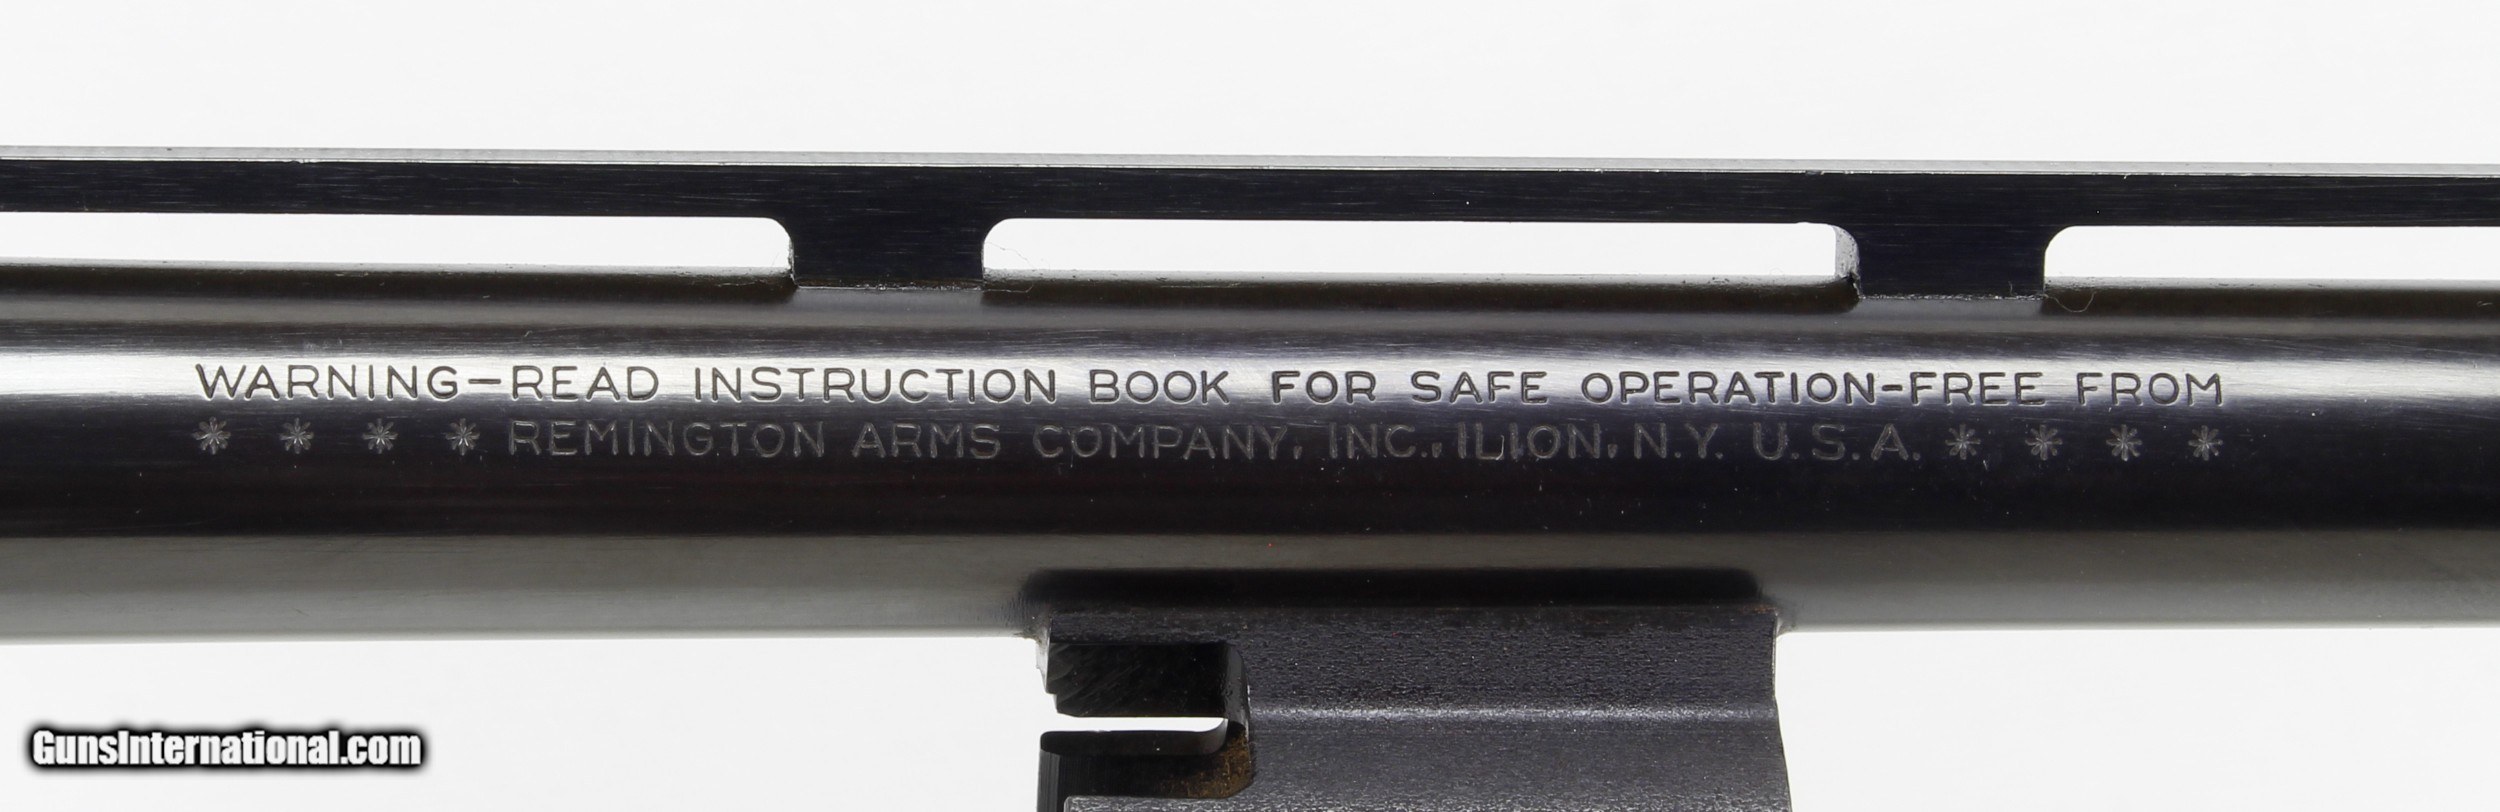 WARNING-READ INSTRUCTION BOOK FOR SAFE OPERATION-FREE FROM
* * * * REMINGTON ARMS COMPANY, INC., ILION, N.Y. U.S.A. * * * *
GunsInternational.com